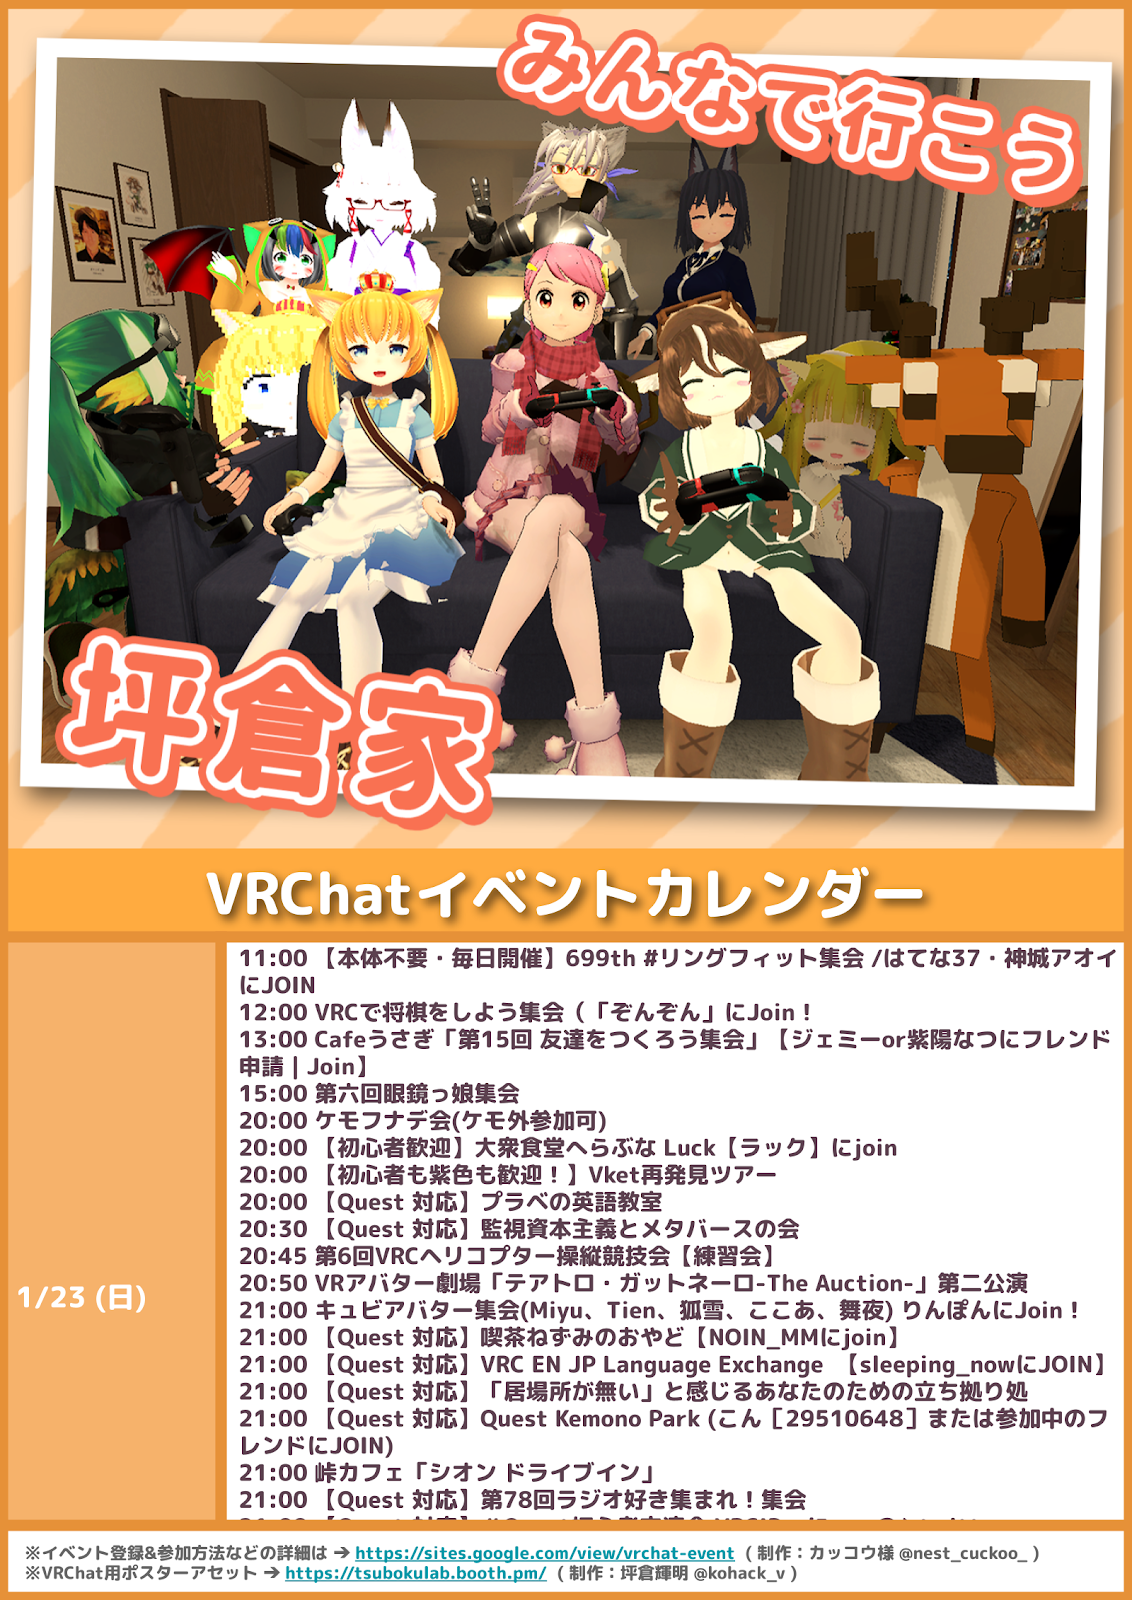 みんなで行こう
坪倉家
VRChatイベントカレンダー
1/23 (日)
11:00 【本体不要・毎日開催】699th #リングフィット集会 /はてな37・神城アオイ
にJOIN
12:00 VRCで将棋をしよう集会（「ぞんぞん」にJoin！
13:00 Cafeうさぎ「第15回 友達をつくろう集会」【ジェミーor紫陽なつにフレンド
申請 | Join】
15:00 第六回眼鏡っ娘集会
20:00 ケモフナデ会(ケモ外参加可)
20:00 【初心者歓迎】大衆食堂へらぶな Luck【ラック】にjoin
20:00 【初心者も紫色も歓迎！】Vket再発見ツアー
20:00 【Quest 対応】プラベの英語教室
20:30 【Quest 対応】監視資本主義とメタバースの会
20:45 第6回VRCヘリコプター操縦競技会【練習会】
20:50 VRアバター劇場「テアトロ・ガットネーロ-The Auction-」第二公演
21:00 キュビアバター集会(Miyu、Tien、狐雪、ここあ、舞夜) りんぽんにJoin！
21:00 【Quest 対応】喫茶ねずみのおやど【NOIN_MMにjoin】
21:00 【Quest 対応】VRC EN JP Language Exchange 【sleeping_nowにJOIN】
21:00 【Quest 対応】「居場所が無い」と感じるあなたのための立ち拠り処
21:00 【Quest 対応】Quest Kemono Park (こん［29510648］または参加中のフ
レンドにJOIN)
21:00 峠カフェ「シオン ドライブイン」
21:00 【Quest 対応】第78回ラジオ好き集まれ！集会
※イベント登録&参加方法などの詳細は ➔ https://sites.google.com/view/vrchat-event ( 制作：カッコウ様 @nest_cuckoo_ )
※VRChat用ポスターアセット ➔ https://tsubokulab.booth.pm/ ( 制作：坪倉輝明 @kohack_v )